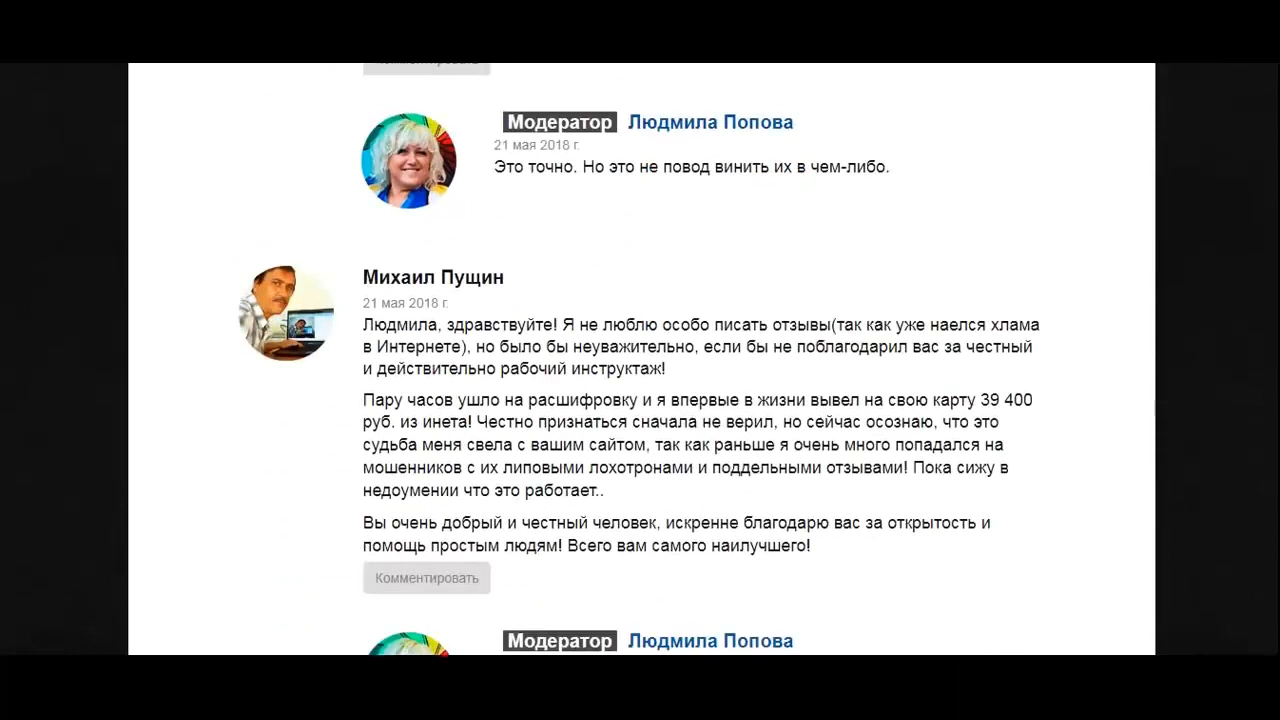 Модератор Людмила Попова
21 мая 2018 г.
Это точно. Но это не повод винить их в чем-либо.
Михаил Пущин
21 мая 2018 г.
Людмила, здравствуйте! Я не люблю особо писать отзывы(так как уже наелся хлама
в Интернете), но было бы неуважительно, если бы не поблагодарил вас за честный
и действительно рабочий инструктаж!
Пару часов ушло на расшифровку и я впервые в жизни вывел на свою карту 39 400
руб. из инета! Честно признаться сначала не верил, но сейчас осознаю, что это
судьба меня свела с вашим сайтом, так как раньше я очень много попадался на
мошенников с их липовыми лохотронами и поддельными отзывами! Пока сижу в
недоумении что это работает..
Вы очень добрый и честный человек, искренне благодарю вас за открытость и
помощь простым людям! Всего вам самого наилучшего!
Комментировать
Модератор Людмила Попова